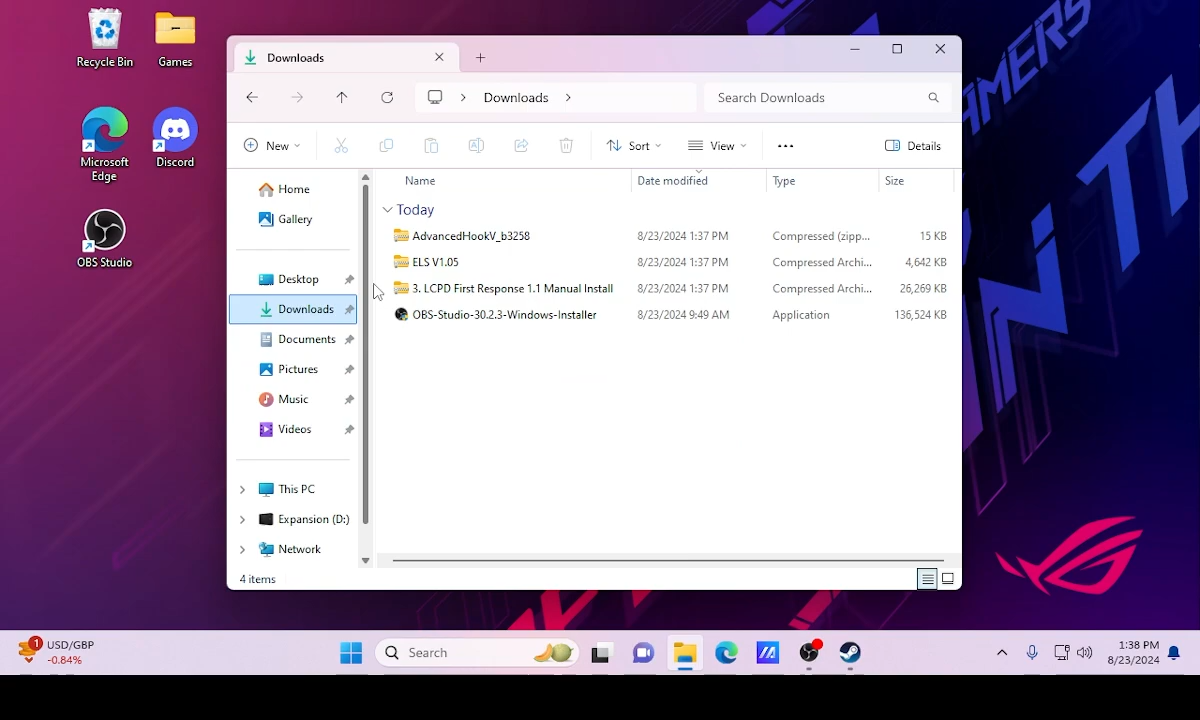 Recycle Bin
Games
Microsoft
Edge
Discord
OBS Studio
Downloads
Downloads
Search Downloads
New
Sort
View
Details
Home
Gallery
Desktop
Downloads
Documents
Pictures
Music
Videos
This PC
Expansion (D:)
Network
Name Date modified Type Size
Today
AdvancedHookV_b3258 8/23/2024 1:37 PM Compressed (zipp... 15 KB
ELS V1.05 8/23/2024 1:37 PM Compressed Archi... 4,642 KB
3. LCPD First Response 1.1 Manual Install 8/23/2024 1:37 PM Compressed Archi... 26,269 KB
OBS-Studio-30.2.3-Windows-Installer 8/23/2024 9:49 AM Application 136,524 KB
4 items
1
USD/GBP
-0.84%
Search
1:38 PM
8/23/2024